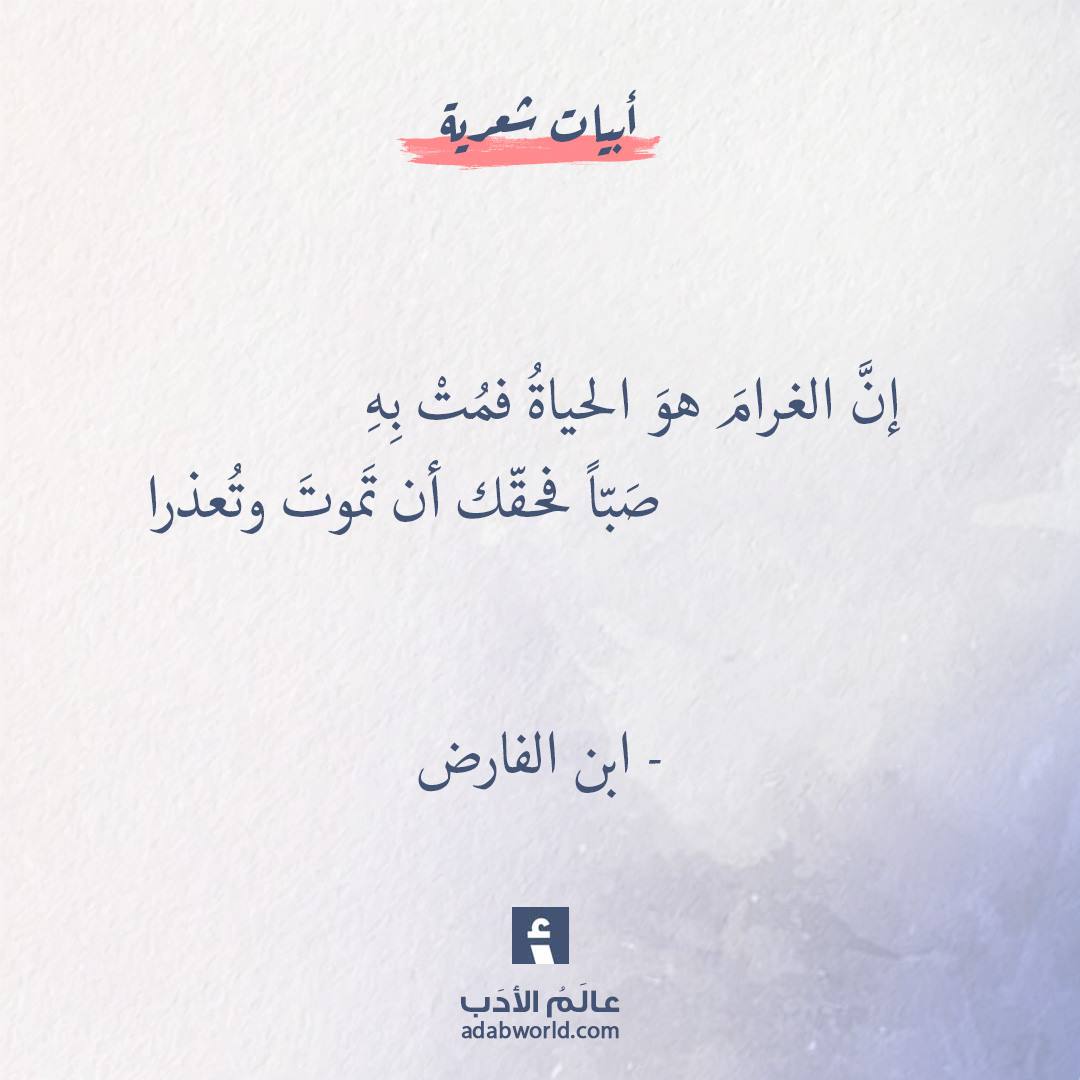 أبيات شعرية
إنَّ الغرامَ هوَ الحياةُ فمُتْ بِهِ
صَبّاً فحقّك أن تَموتَ وتُعذرا
- ابن الفارض
أ
عالَمُ الأدَب
adabworld.com